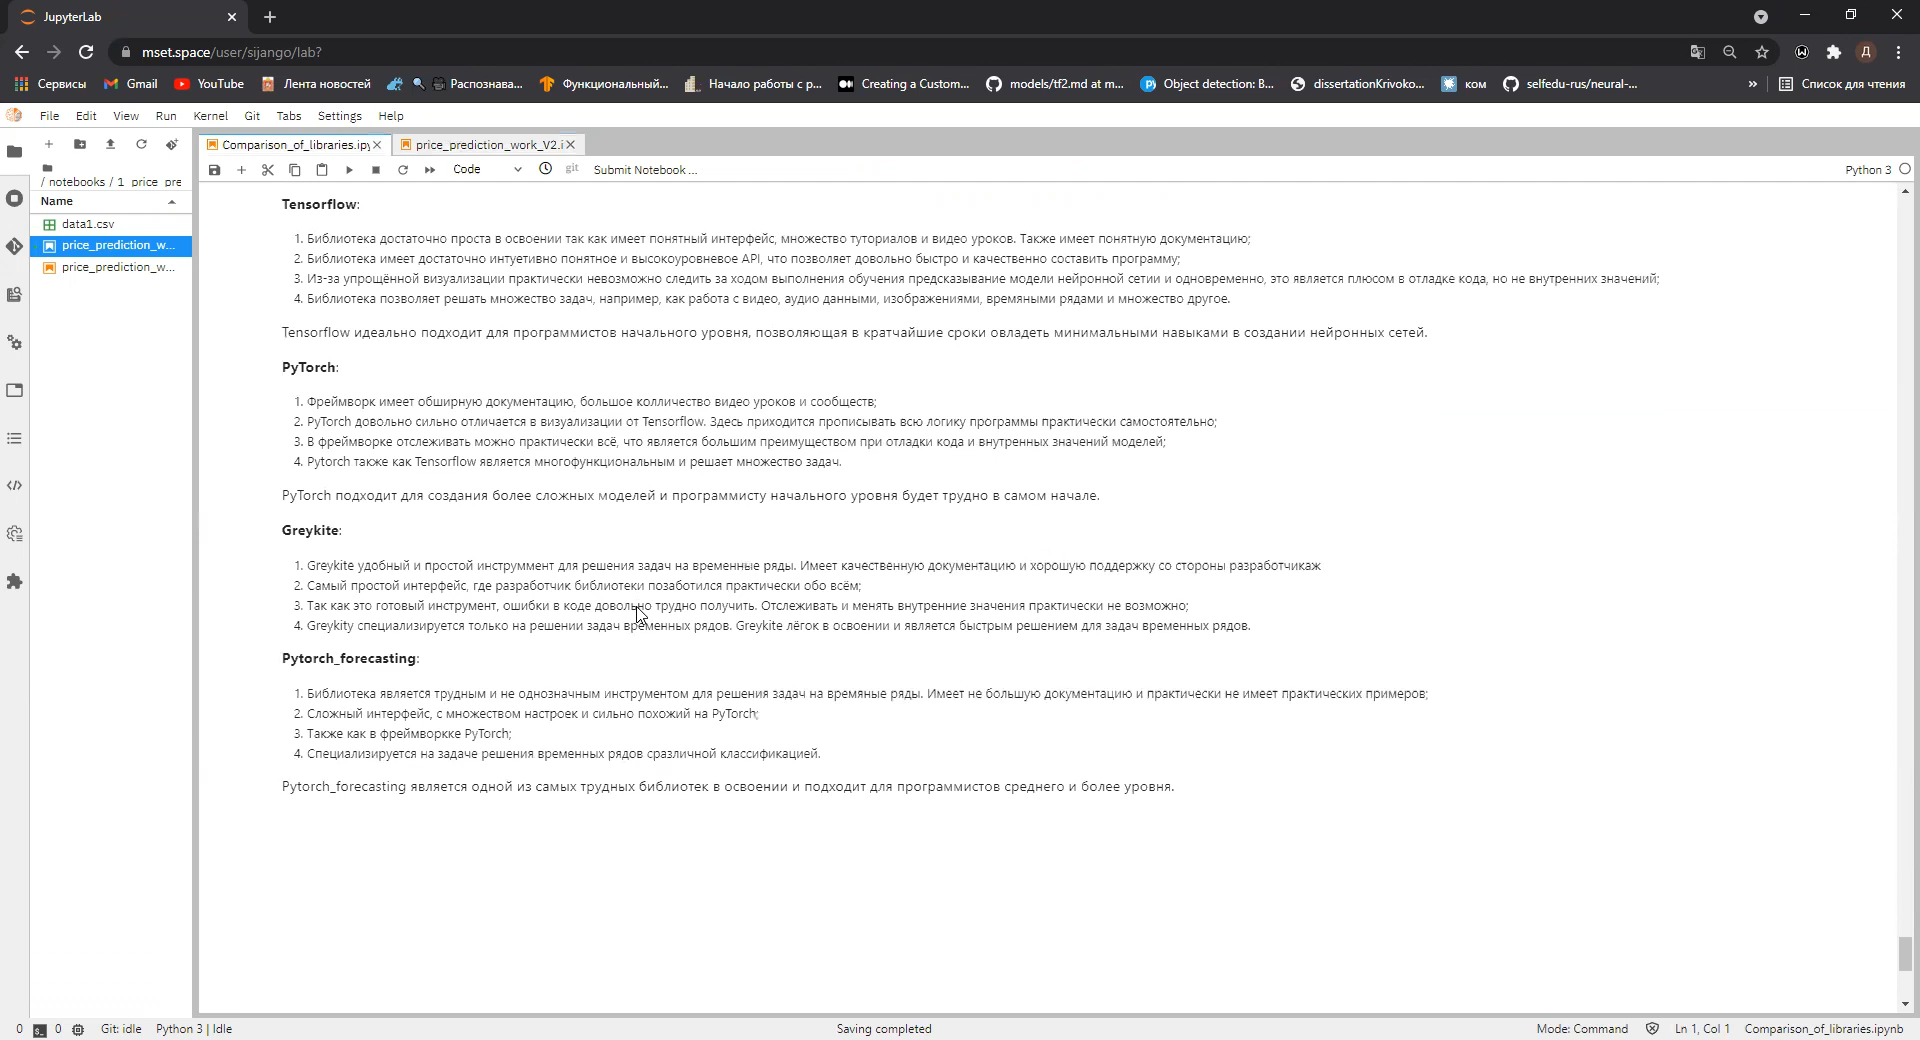 JupyterLab
mset.space/user/sijango/lab?
Сервисы Gmail YouTube Лента новостей Распознава... Функциональный... Начало работы с р... Creating a Custom... models/tf2.md at m... Object detection: B... dissertationKrivoko... ком selfedu-rus/neural-... » Список для чтения
File Edit View Run Kernel Git Tabs Settings Help
Comparison_of_libraries.ipy price_prediction_work_V2.i
Code git Submit Notebook ... Python 3
/ notebooks / 1_price_pre
Name
data1.csv
price_prediction_w...
price_prediction_w...
Tensorflow:
1. Библиотека достаточно проста в освоении так как имеет понятный интерфейс, множество туториалов и видео уроков. Также имеет понятную документацию;
2. Библиотека имеет достаточно интуетивно понятное и высокоуровневое API, что позволяет довольно быстро и качественно составить программу;
3. Из-за упрощённой визуализации практически невозможно следить за ходом выполнения обучения предсказывание модели нейронной сетии и одновременно, это является плюсом в отладке кода, но не внутренних значений;
4. Библиотека позволяет решать множество задач, например, как работа с видео, аудио данными, изображениями, времяными рядами и множество другое.
Tensorflow идеально подходит для программистов начального уровня, позволяющая в кратчайшие сроки овладеть минимальными навыками в создании нейронных сетей.
PyTorch:
1. Фреймворк имеет обширную документацию, большое колличество видео уроков и сообществ;
2. PyTorch довольно сильно отличается в визуализации от Tensorflow. Здесь приходится прописывать всю логику программы практически самостоятельно;
3. В фреймворке отслеживать можно практически всё, что является большим преимуществом при отладки кода и внутренных значений моделей;
4. Pytorch также как Tensorflow является многофункциональным и решает множество задач.
PyTorch подходит для создания более сложных моделей и программисту начального уровня будет трудно в самом начале.
Greykite:
1. Greykite удобный и простой инструммент для решения задач на временные ряды. Имеет качественную документацию и хорошую поддержку со стороны разработчикаж
2. Самый простой интерфейс, где разработчик библиотеки позаботился практически обо всём;
3. Так как это готовый инструмент, ошибки в коде довольно трудно получить. Отслеживать и менять внутренние значения практически не возможно;
4. Greykity специализируется только на решении задач временных рядов. Greykite лёгок в освоении и является быстрым решением для задач временных рядов.
Pytorch_forecasting:
1. Библиотека является трудным и не однозначным инструментом для решения задач на времяные ряды. Имеет не большую документацию и практически не имеет практических примеров;
2. Сложный интерфейс, с множеством настроек и сильно похожий на PyTorch;
3. Также как в фреймворкке PyTorch;
4. Специализируется на задаче решения временных рядов сразличной классификацией.
Pytorch_forecasting является одной из самых трудных библиотек в освоении и подходит для программистов среднего и более уровня.
0 0 Git: idle Python 3 | Idle Saving completed Mode: Command Ln 1, Col 1 Comparison_of_libraries.ipynb